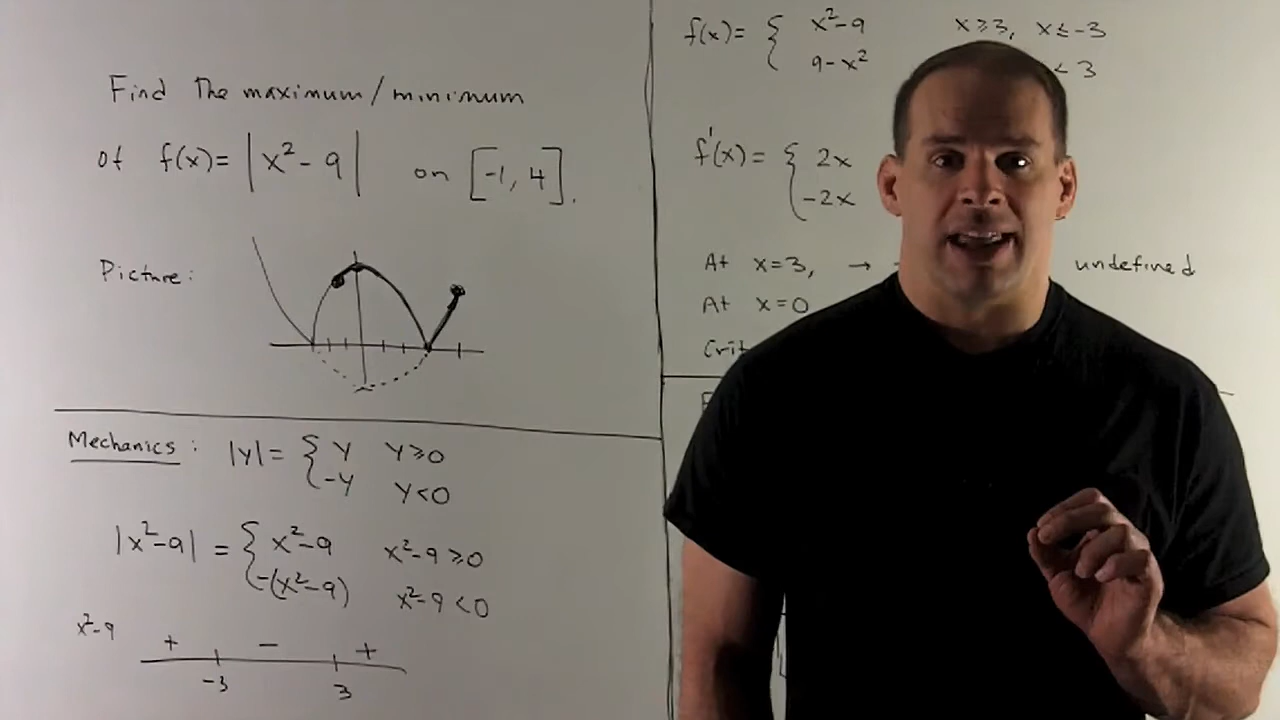 Find The maximum/minimum
of f(x)= |x²-9| on [-1, 4].
Picture:
Mechanics: |y|= { y y≥0
-y y<0
|x²-9| = { x²-9 x²-9≥0
-(x²-9) x²-9<0
x²-9 + - +
-3 3
f(x)= { x²-9 x≥3, x≤-3
9-x² < 3
f'(x)= { 2x
-2x
At x=3, → undefined
At x=0
Crit